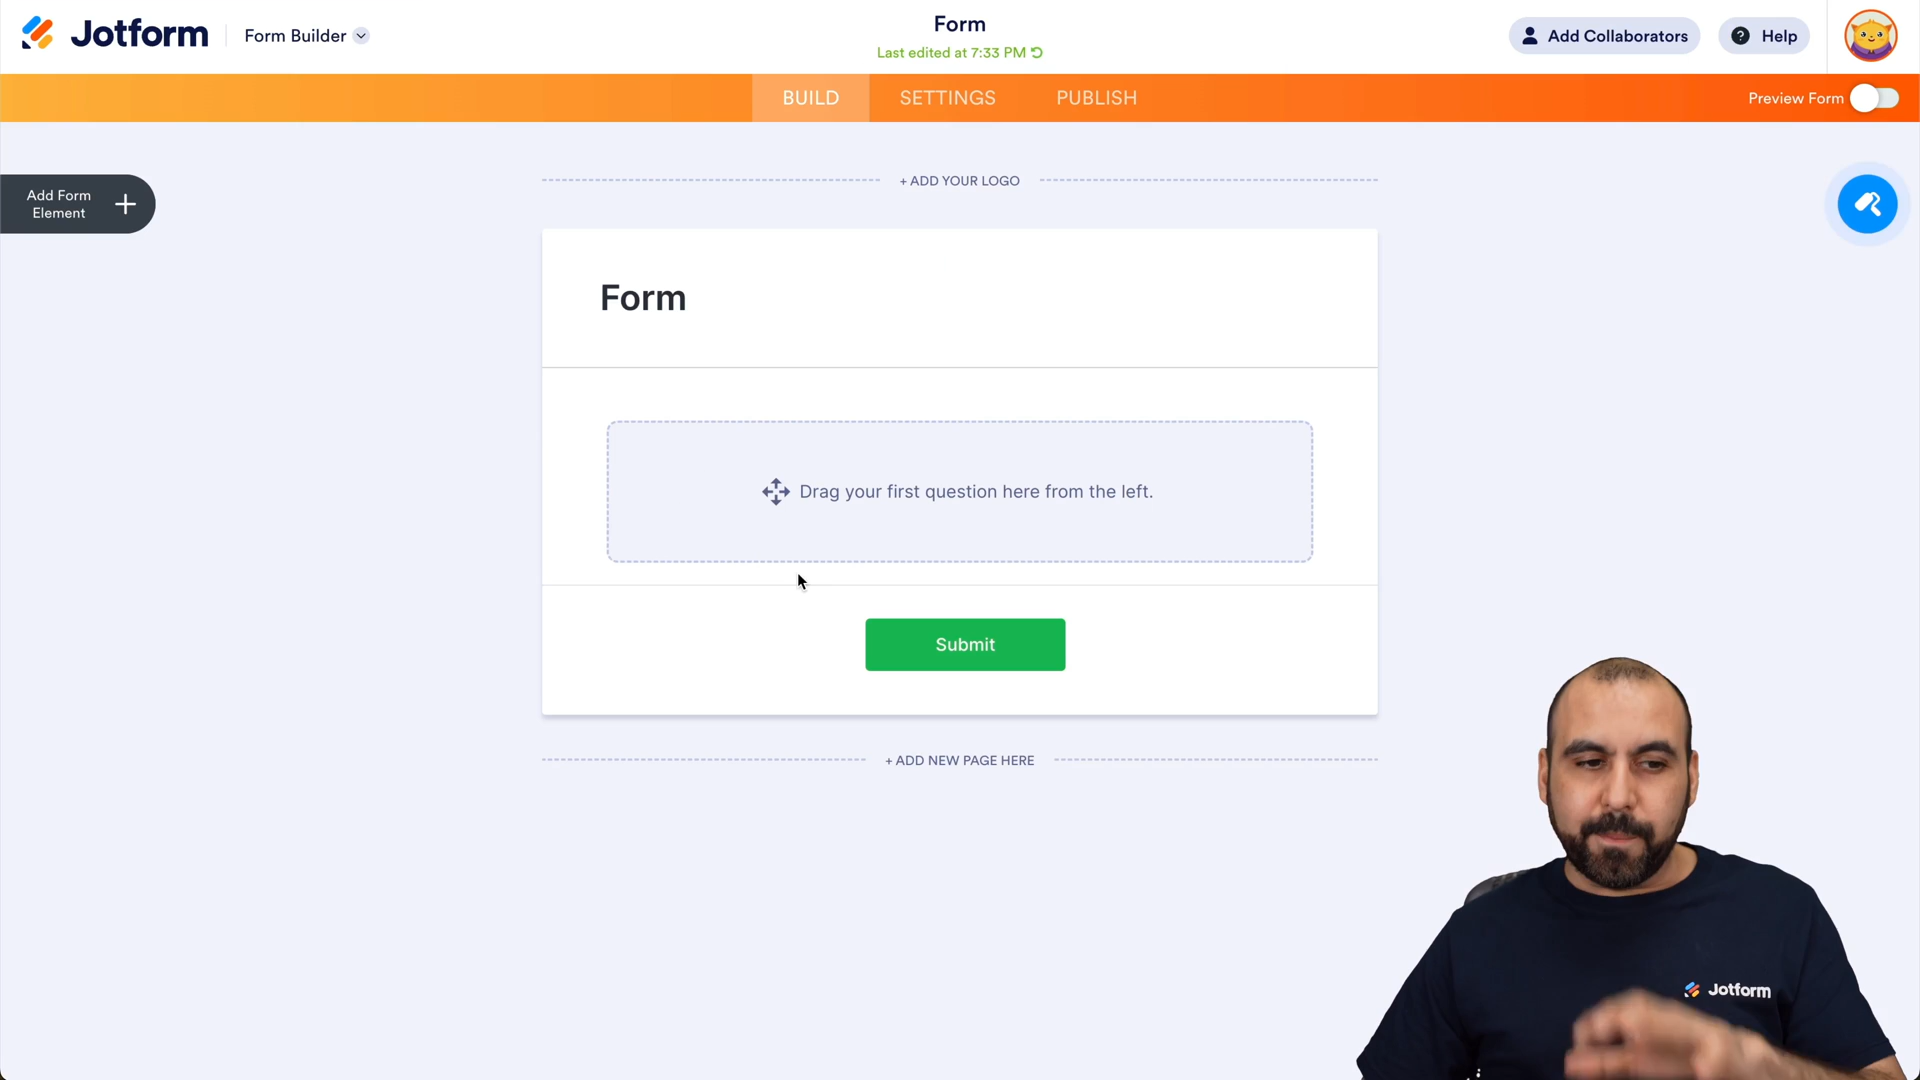 Jotform
Form Builder
Form
Last edited at 7:33 PM
Add Collaborators
? Help
BUILD
SETTINGS
PUBLISH
Preview Form
Add Form
Element
+ ADD YOUR LOGO
Form
Drag your first question here from the left.
Submit
+ ADD NEW PAGE HERE
Jotform